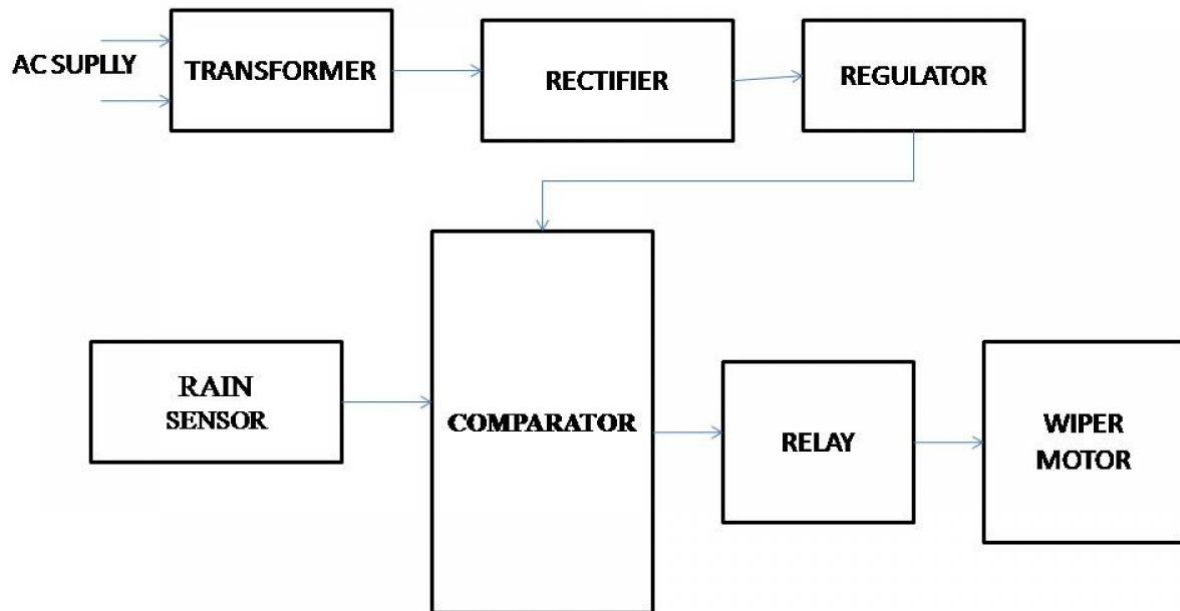 AC SUPLLY
TRANSFORMER
RECTIFIER
REGULATOR
RAIN
SENSOR
COMPARATOR
RELAY
WIPER
MOTOR